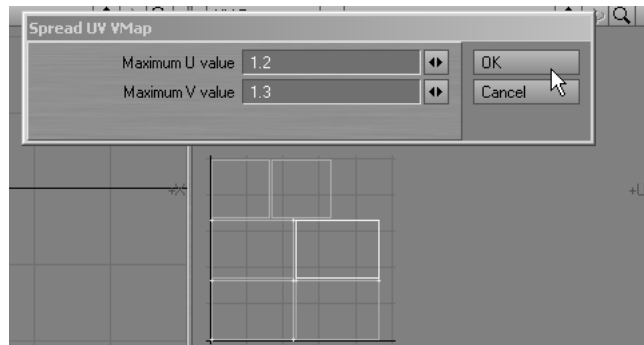 Spread UV VMap
Maximum U value 1.2
OK
Maximum V value 1.3
Cancel
+X
+U